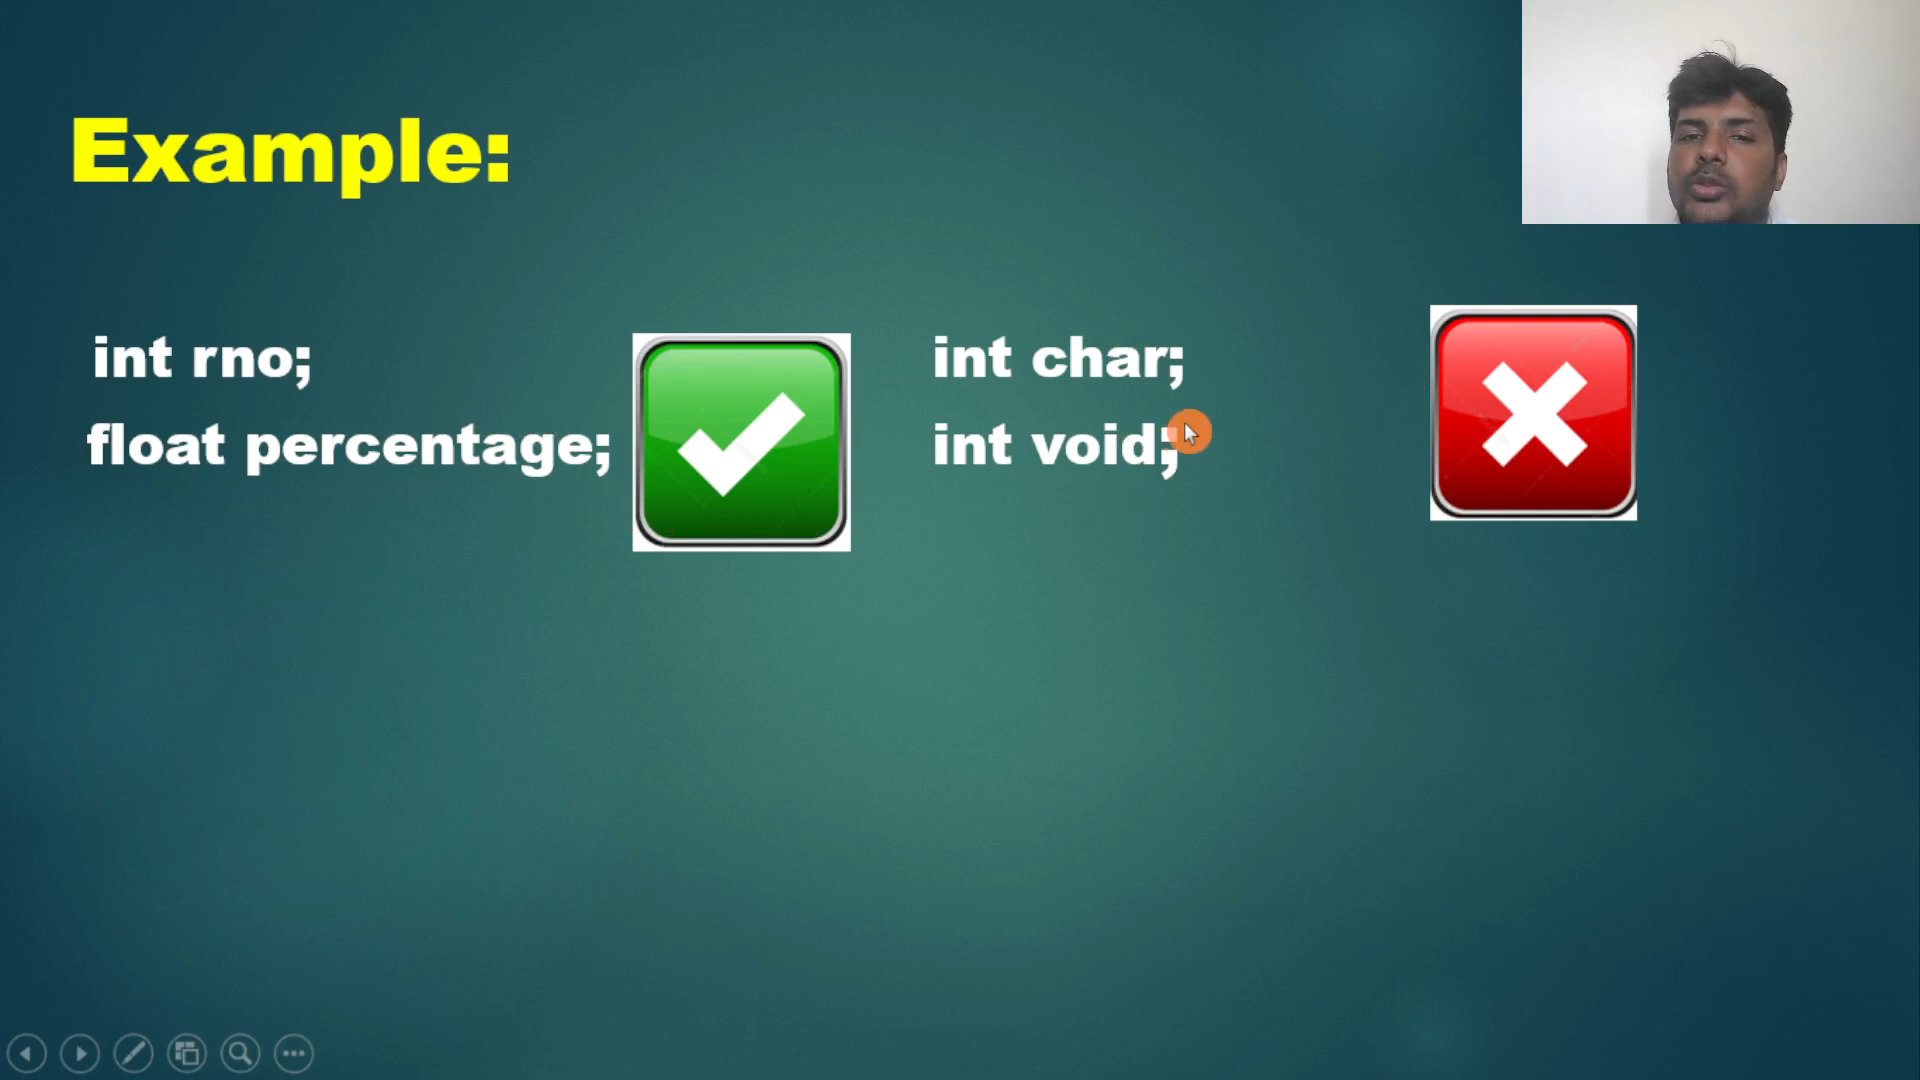 Example:
int rno;
float percentage;
int char;
int void;